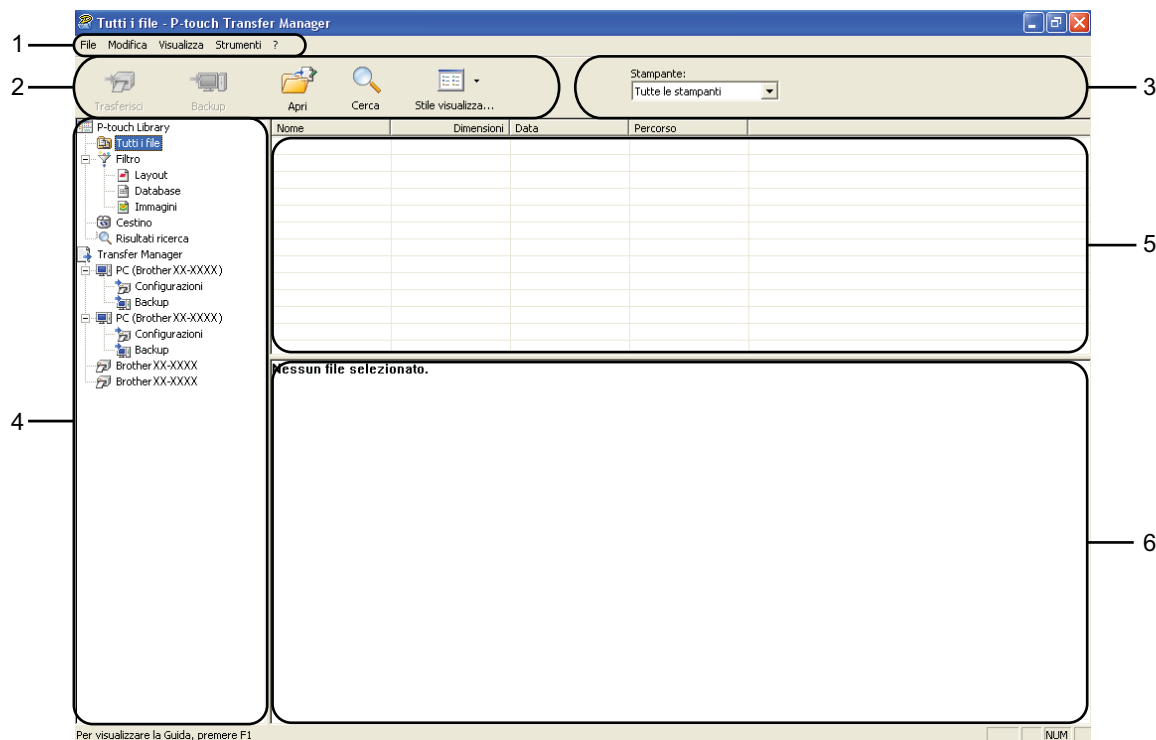 Tutti i file - P-touch Transfer Manager
1
File Modifica Visualizza Strumenti ?
2
Trasferisci Backup Apri Cerca Stile visualizza...
Stampante:
Tutte le stampanti
3
P-touch Library
Tutti i file
Filtro
Layout
Database
Immagini
Cestino
Risultati ricerca
Transfer Manager
PC (Brother XX-XXXX)
Configurazioni
Backup
PC (Brother XX-XXXX)
Configurazioni
Backup
Brother XX-XXXX
Brother XX-XXXX
4
Nome Dimensioni Data Percorso
5
Nessun file selezionato.
6
Per visualizzare la Guida, premere F1
NUM